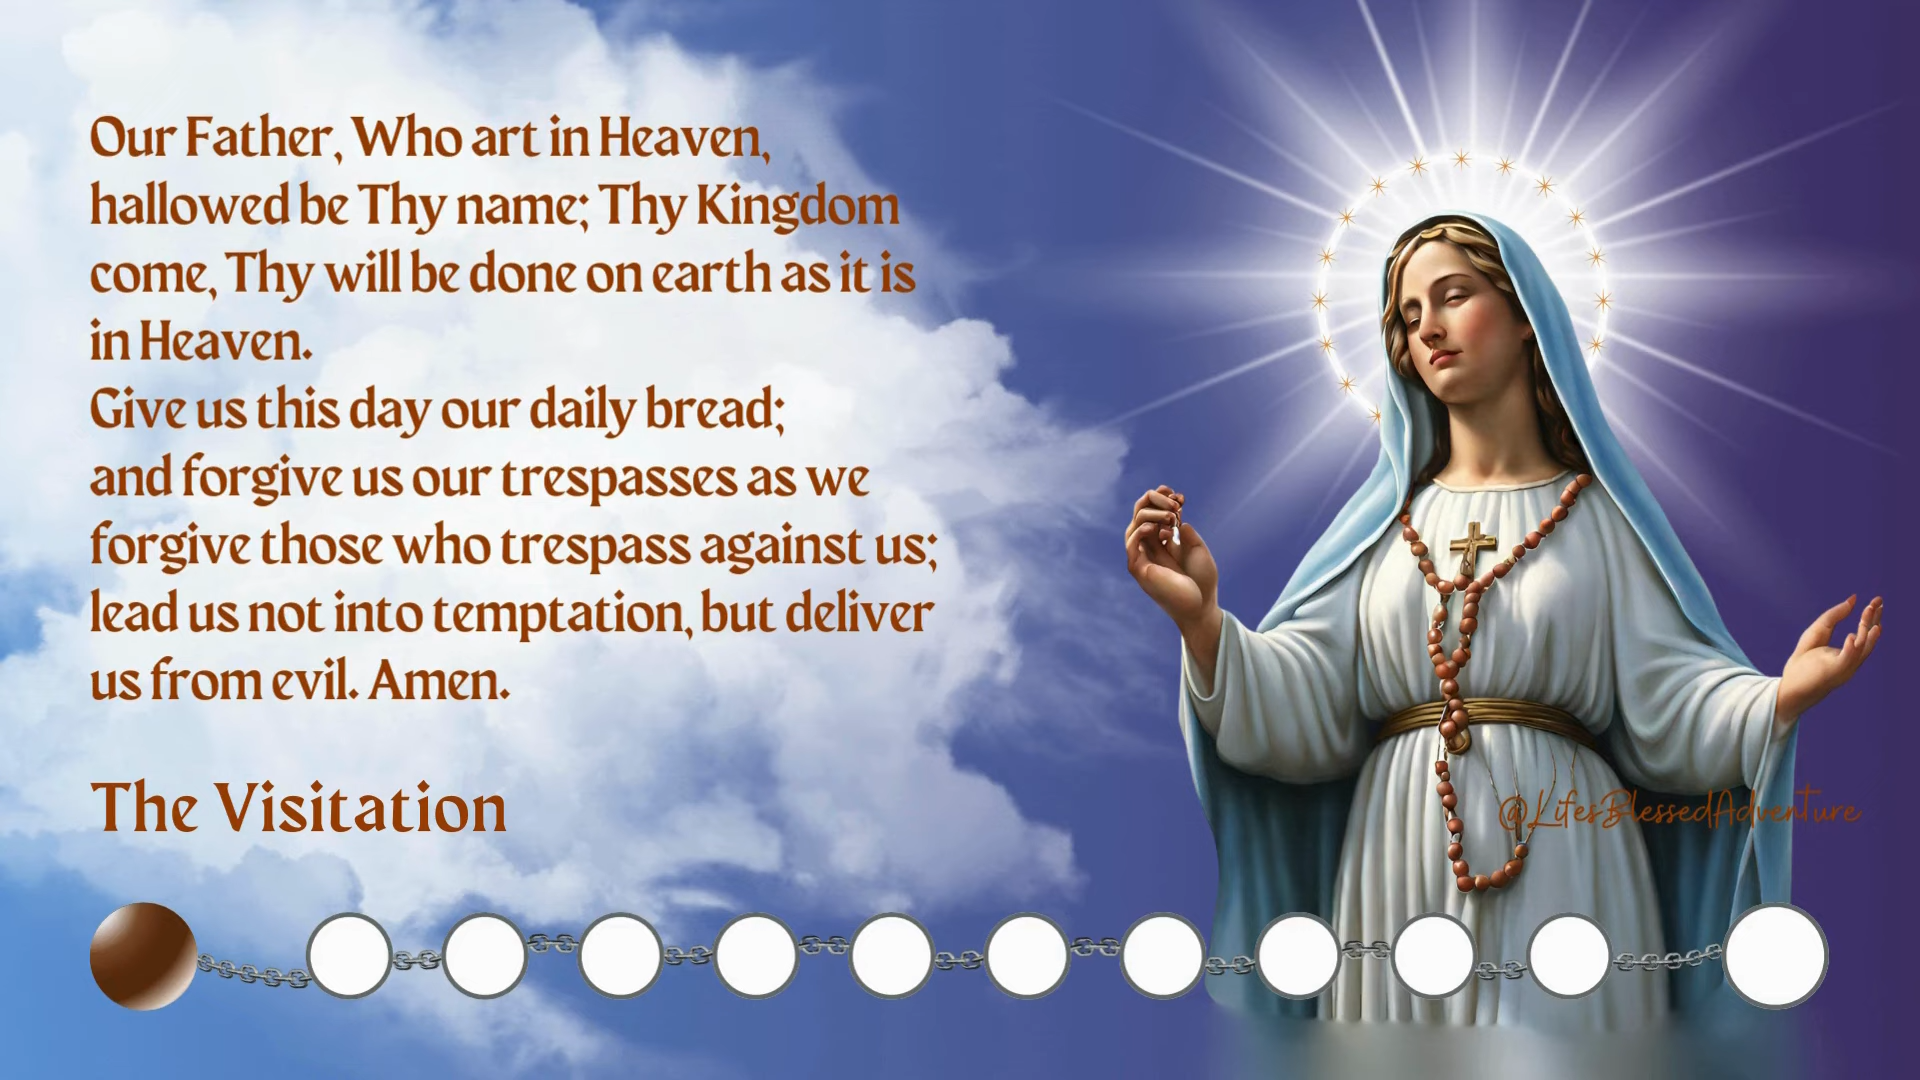 Our Father, Who art in Heaven,
hallowed be Thy name; Thy Kingdom
come, Thy will be done on earth as it is
in Heaven.
Give us this day our daily bread;
and forgive us our trespasses as we
forgive those who trespass against us;
lead us not into temptation, but deliver
us from evil. Amen.
The Visitation
@LifesBlessedAdventure